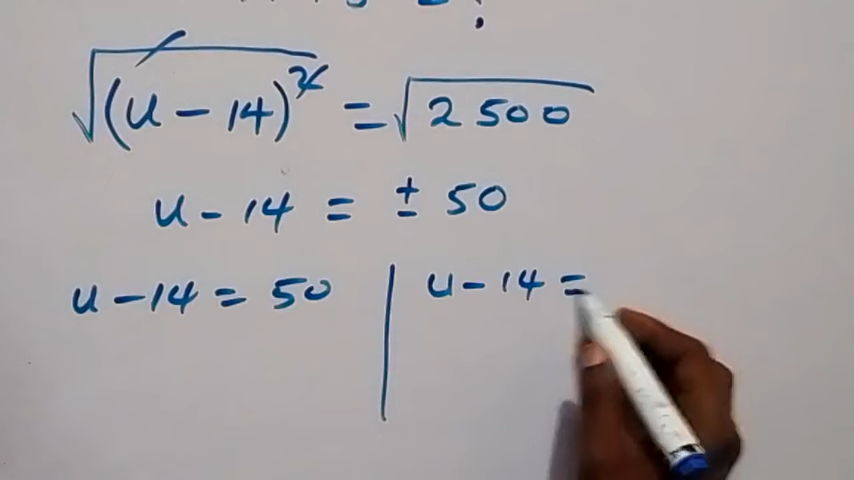 √(u - 14)² = √2500
u - 14 = ± 50
u - 14 = 50 | u - 14 =